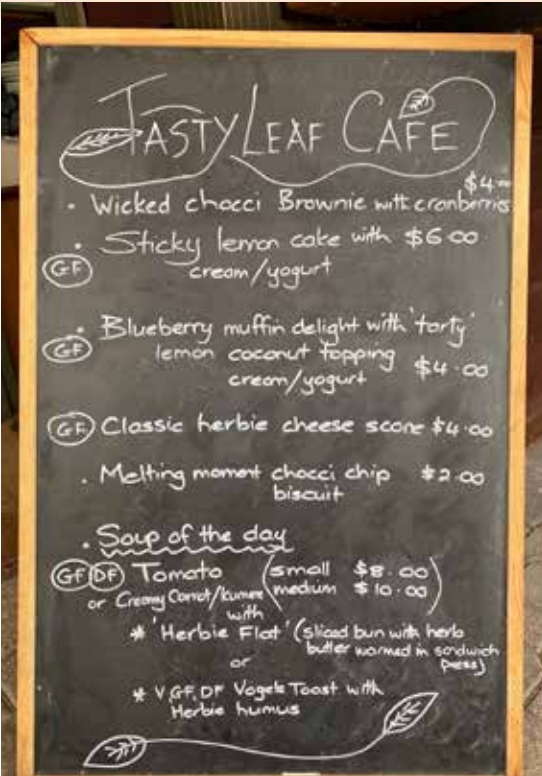 TASTY LEAF CAFE
$4.00
• Wicked chocci Brownie with cranberries
• Sticky lemon cake with $6.00
GF cream/yogurt
• Blueberry muffin delight with 'tarty'
GF lemon coconut topping
cream/yogurt $4.00
GF Classic herbie cheese scone $4.00
• Melting moment chocci chip $2.00
biscuit
• Soup of the day
GF DF Tomato (small $8.00
or Creamy Carrot/kumera medium $10.00)
with
* 'Herbie Flat' (sliced bun with herb
butter warmed in sandwich
press)
or
* V, GF, DF Vogels Toast with
Herbie humus